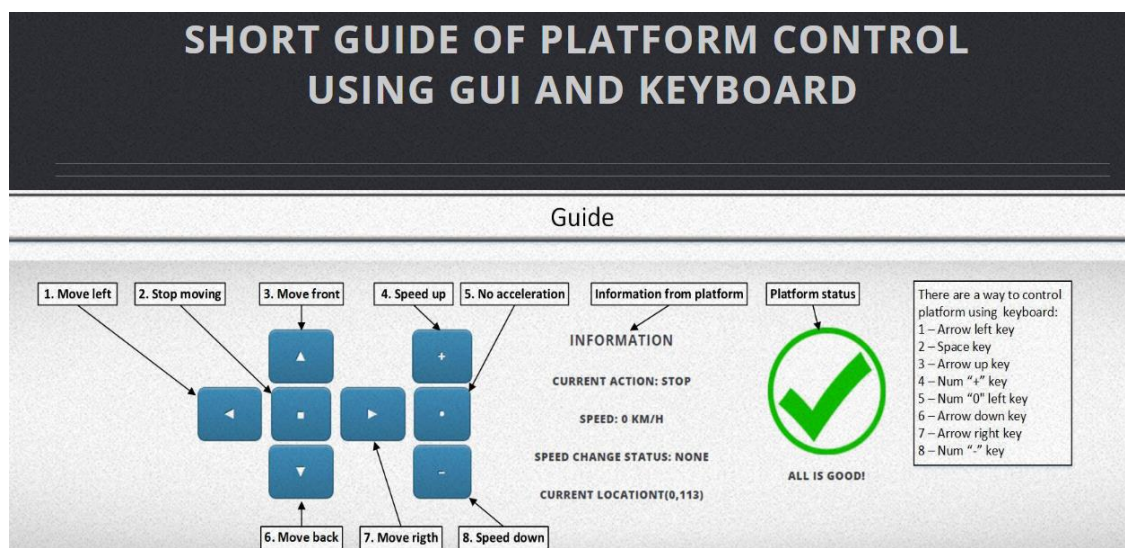 SHORT GUIDE OF PLATFORM CONTROL
USING GUI AND KEYBOARD
Guide
1. Move left
2. Stop moving
3. Move front
4. Speed up
5. No acceleration
Information from platform
Platform status
There are a way to control
platform using keyboard:
1 – Arrow left key
2 – Space key
3 – Arrow up key
4 – Num “+” key
5 – Num “0" left key
6 – Arrow down key
7 – Arrow right key
8 – Num “-” key
INFORMATION
CURRENT ACTION: STOP
SPEED: 0 KM/H
SPEED CHANGE STATUS: NONE
CURRENT LOCATIONT(0,113)
ALL IS GOOD!
6. Move back
7. Move rigth
8. Speed down